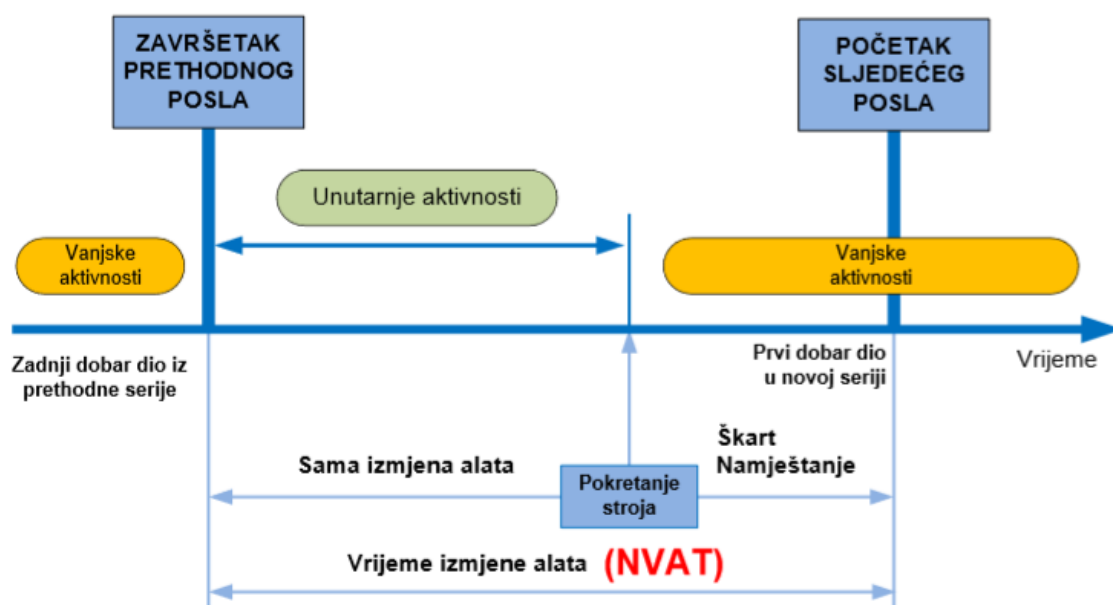 ZAVRŠETAK
PRETHODNOG
POSLA
POČETAK
SLJEDEĆEG
POSLA
Unutarnje aktivnosti
Vanjske
aktivnosti
Vanjske
aktivnosti
Zadnji dobar dio iz
prethodne serije
Prvi dobar dio
u novoj seriji
Vrijeme
Sama izmjena alata
Škart
Namještanje
Pokretanje
stroja
Vrijeme izmjene alata (NVAT)